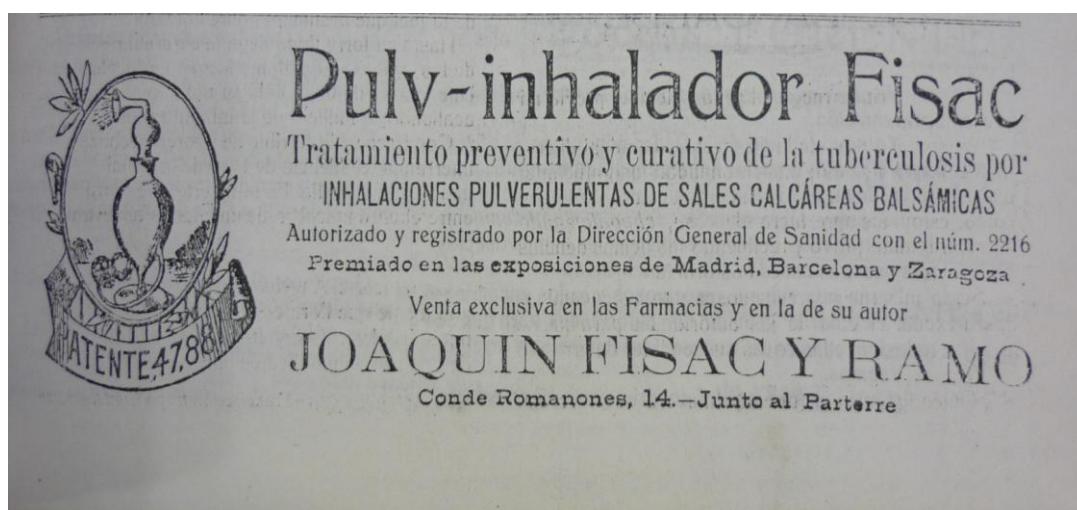 Pulv-inhalador Fisac
Tratamiento preventivo y curativo de la tuberculosis por
INHALACIONES PULVERULENTAS DE SALES CALCÁREAS BALSÁMICAS
Autorizado y registrado por la Dirección General de Sanidad con el núm. 2216
Premiado en las exposiciones de Madrid, Barcelona y Zaragoza
Venta exclusiva en las Farmacias y en la de su autor
JOAQUIN FISAC Y RAMO
Conde Romanones, 14.—Junto al Parterre
ATENTE,47.88